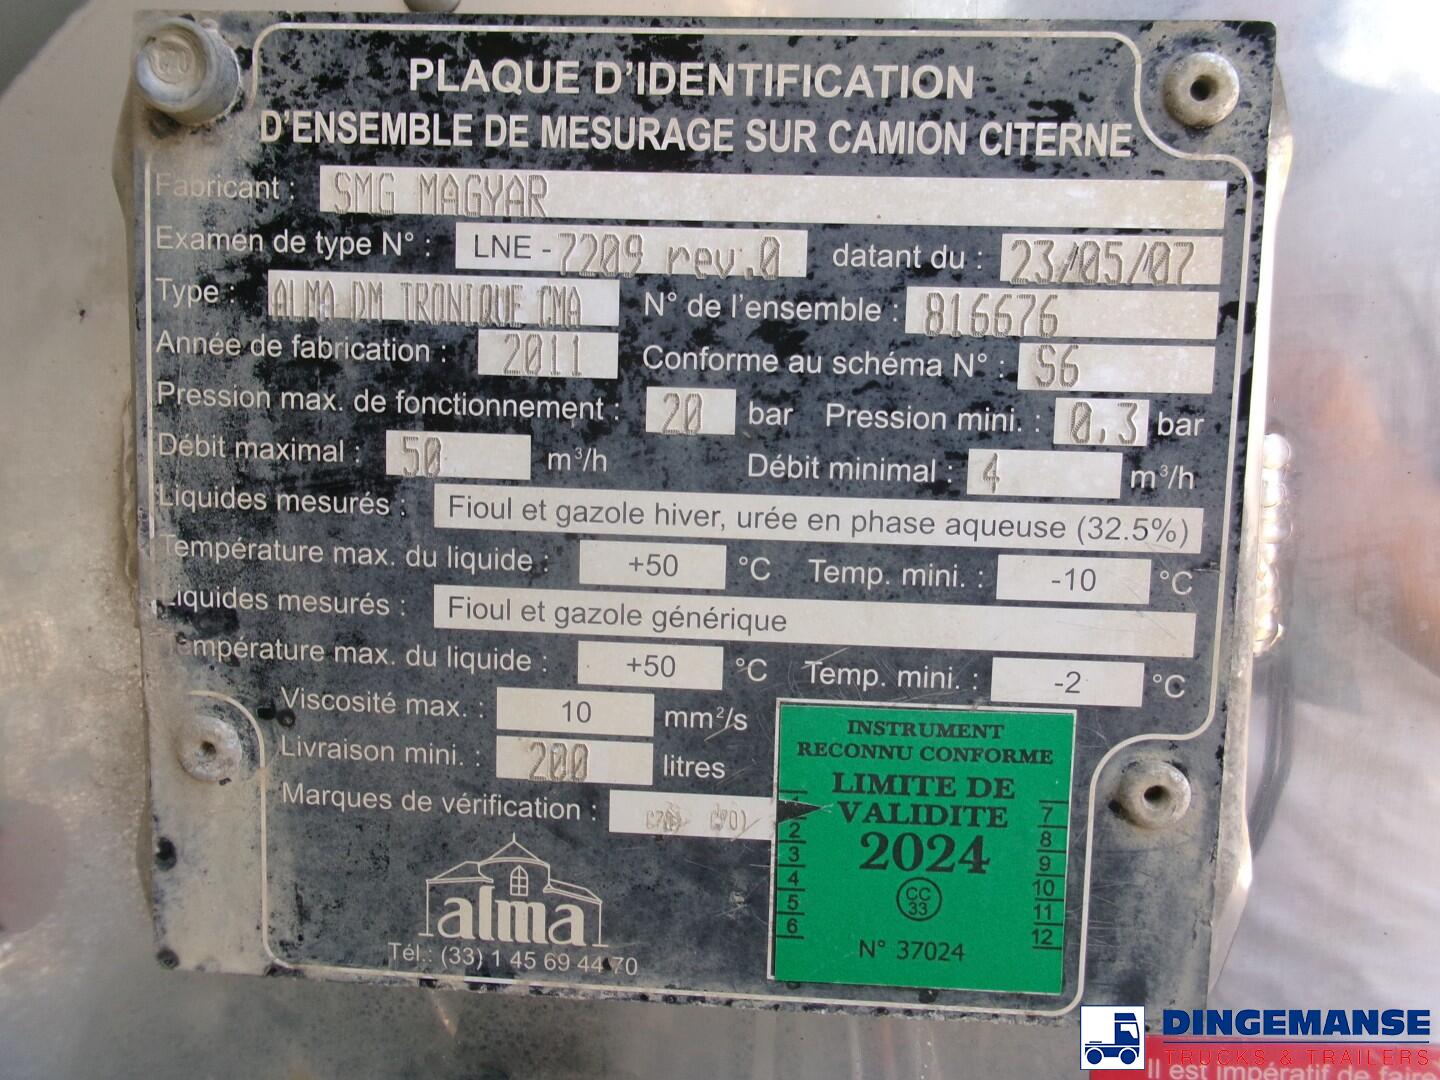 PLAQUE D'IDENTIFICATION
D'ENSEMBLE DE MESURAGE SUR CAMION CITERNE
Fabricant : SMG MAGYAR
Examen de type N° : LNE - 7209 rev.0 datant du : 23/05/07
Type : ALMA DM TRONIQUE CMA N° de l'ensemble : 816676
Année de fabrication : 2011 Conforme au schéma N° : S6
Pression max. de fonctionnement : 20 bar Pression mini. : 0,3 bar
Débit maximal : 50 m³/h Débit minimal : 4 m³/h
Liquides mesurés : Fioul et gazole hiver, urée en phase aqueuse (32.5%)
Température max. du liquide : +50 °C Temp. mini. : -10 °C
Liquides mesurés : Fioul et gazole générique
Température max. du liquide : +50 °C Temp. mini. : -2 °C
Viscosité max. : 10 mm²/s
Livraison mini. : 200 litres
Marques de vérification :
alma
Tél.: (33) 1 45 69 44 70
INSTRUMENT
RECONNU CONFORME
LIMITE DE
VALIDITE
2024
CC
33
N° 37024
1
2
3
4
5
6
7
8
9
10
11
12
DINGEMANSE
TRUCKS & TRAILERS
Il est impératif de faire